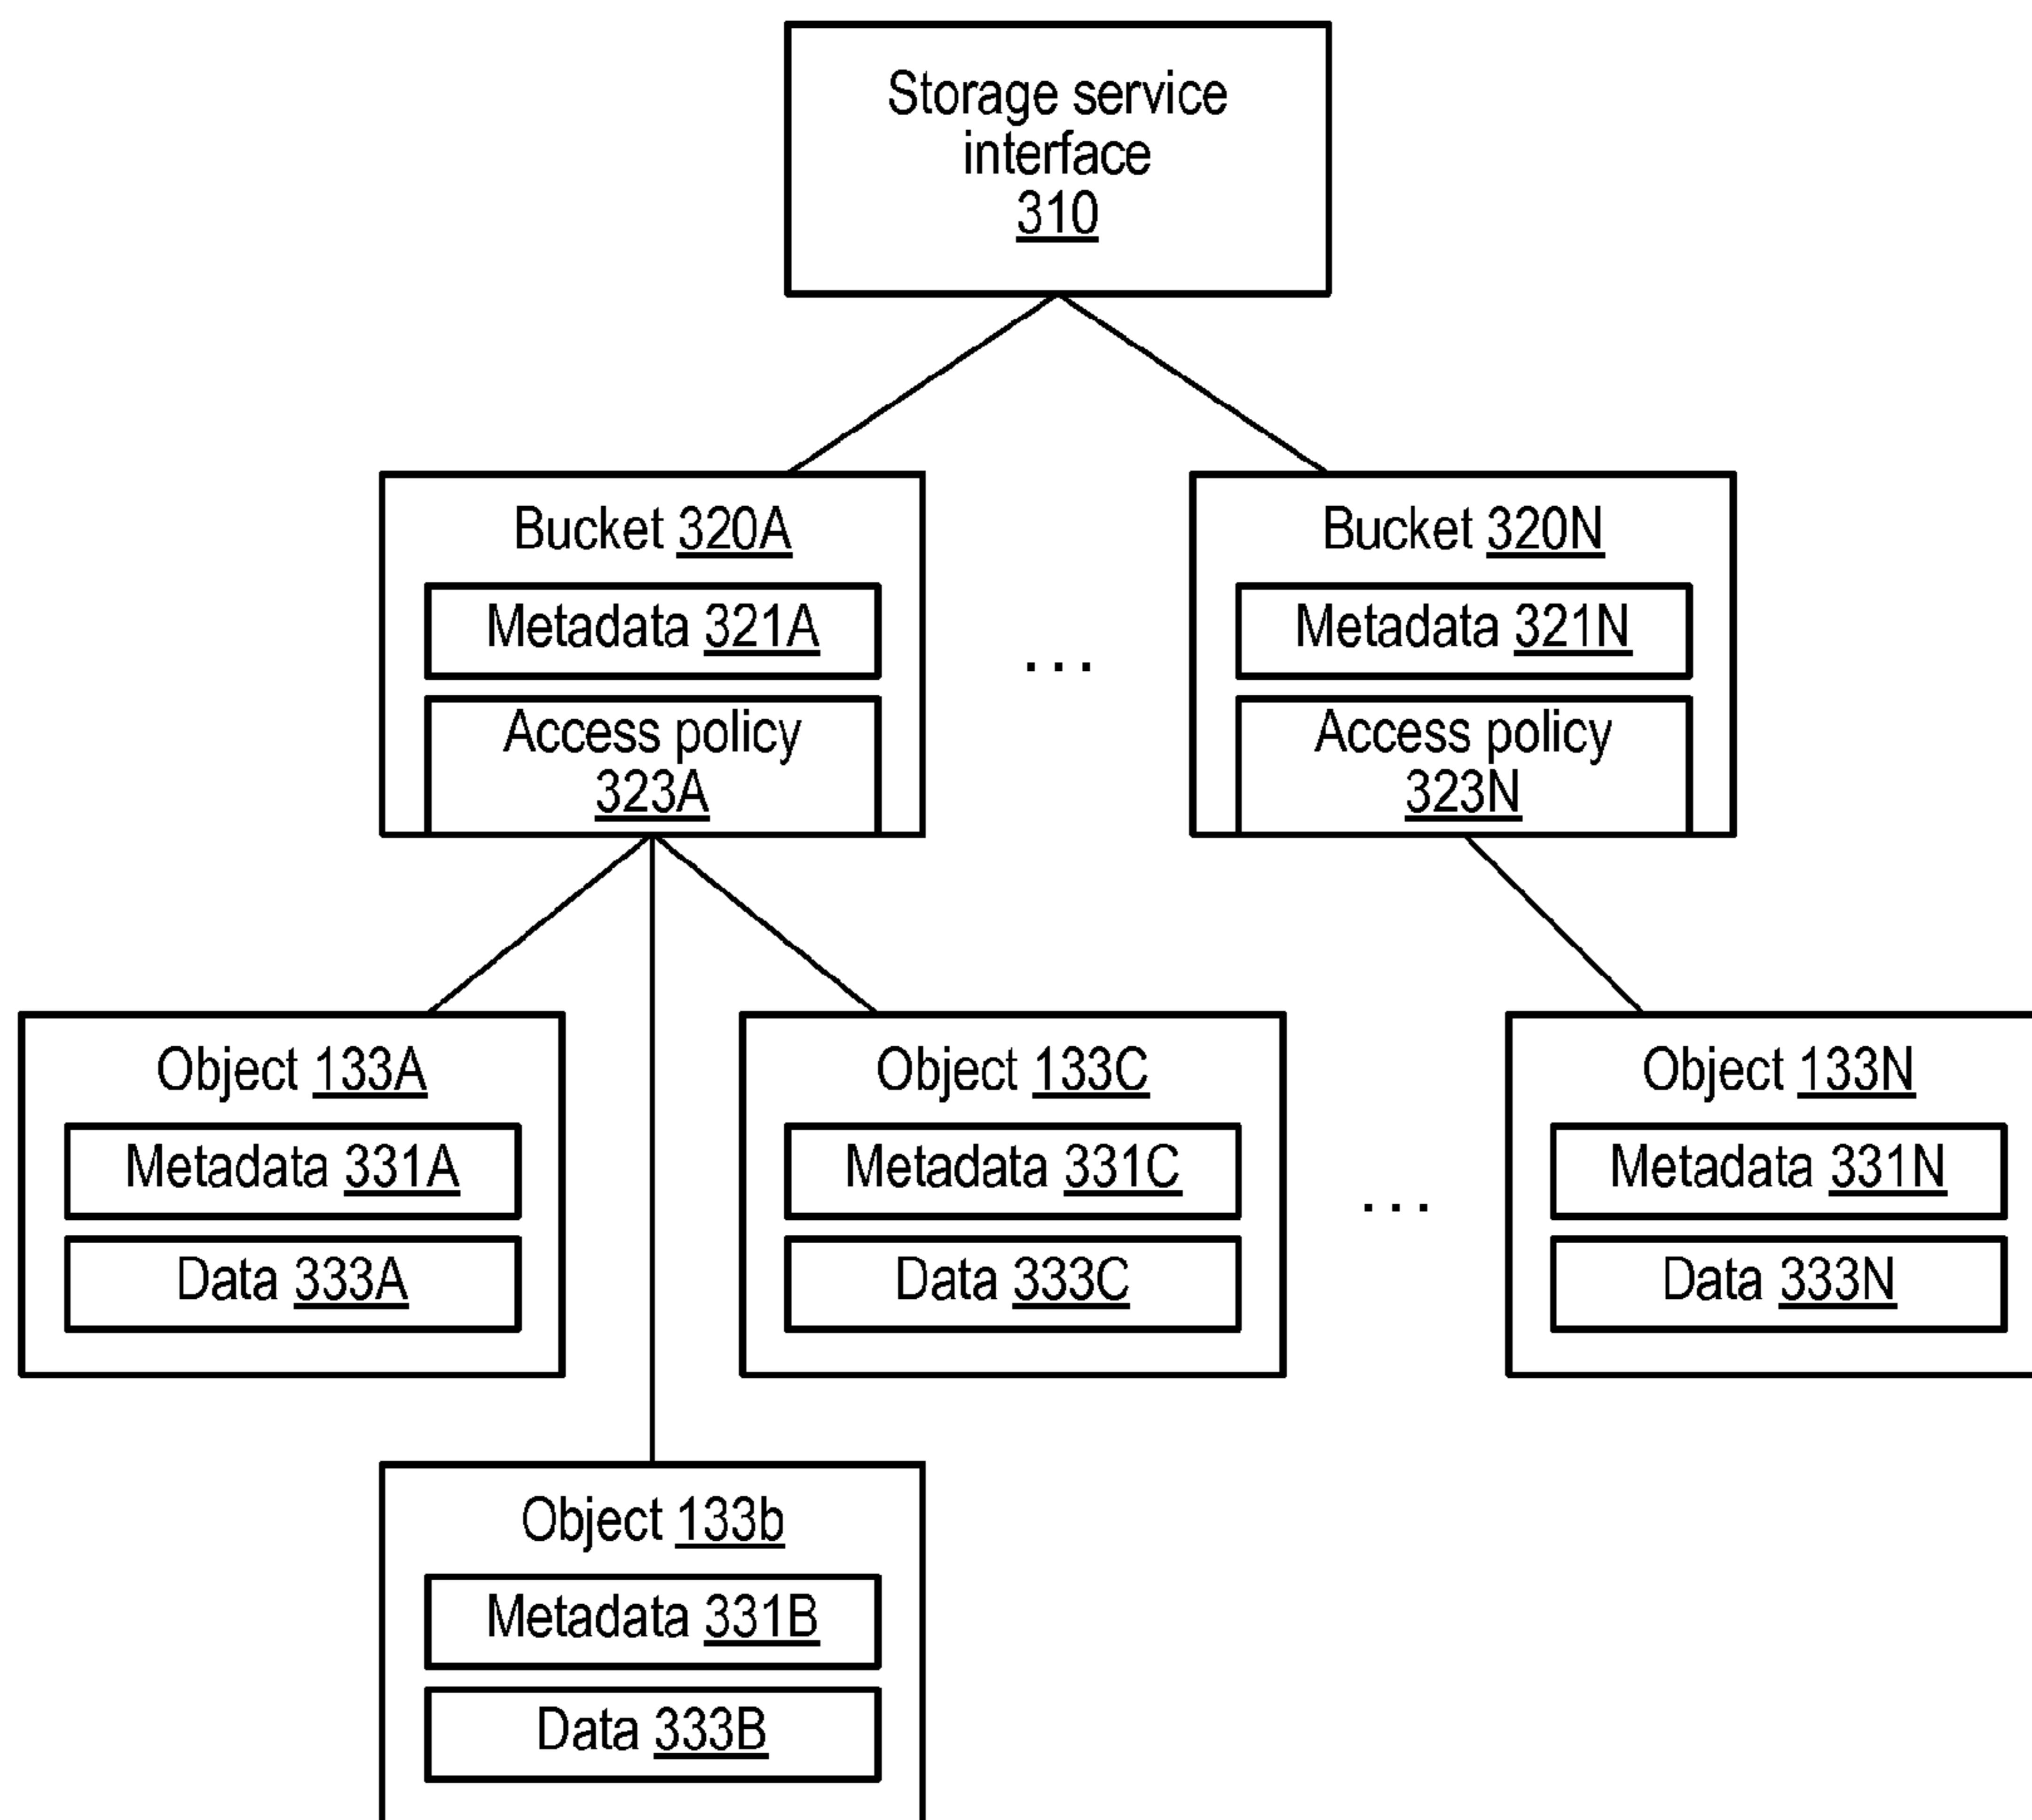 Storage service
interface
310
Bucket 320A
Metadata 321A
Access policy
323A
...
Bucket 320N
Metadata 321N
Access policy
323N
Object 133A
Metadata 331A
Data 333A
Object 133C
Metadata 331C
Data 333C
...
Object 133N
Metadata 331N
Data 333N
Object 133b
Metadata 331B
Data 333B